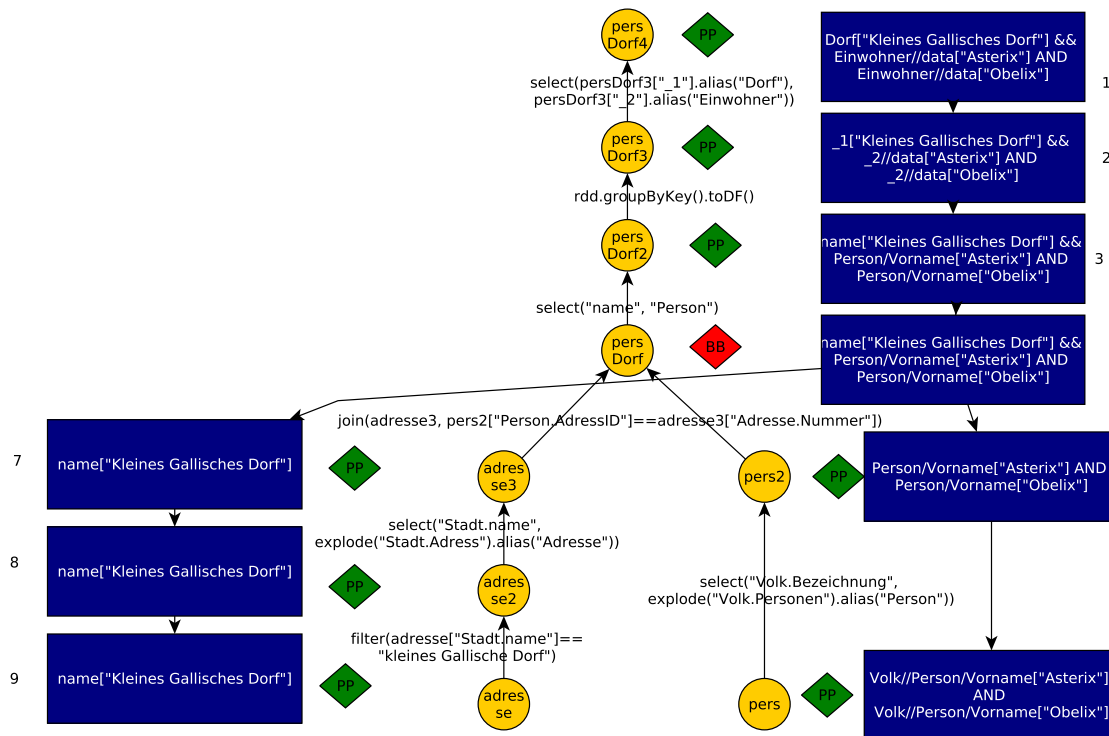 pers
Dorf4
PP
Dorf["Kleines Gallisches Dorf"] &&
Einwohner//data["Asterix"] AND
Einwohner//data["Obelix"]
1
select(persDorf3["_1"].alias("Dorf"),
persDorf3["_2"].alias("Einwohner"))
pers
Dorf3
PP
_1["Kleines Gallisches Dorf"] &&
_2//data["Asterix"] AND
_2//data["Obelix"]
2
rdd.groupByKey().toDF()
pers
Dorf2
PP
name["Kleines Gallisches Dorf"] &&
Person/Vorname["Asterix"] AND
Person/Vorname["Obelix"]
3
select("name", "Person")
pers
Dorf
BB
name["Kleines Gallisches Dorf"] &&
Person/Vorname["Asterix"] AND
Person/Vorname["Obelix"]
join(adresse3, pers2["Person.AdressID"]==adresse3["Adresse.Nummer"])
7
name["Kleines Gallisches Dorf"]
PP
adres
se3
pers2
PP
Person/Vorname["Asterix"] AND
Person/Vorname["Obelix"]
select("Stadt.name",
explode("Stadt.Adress").alias("Adresse"))
8
name["Kleines Gallisches Dorf"]
PP
adres
se2
select("Volk.Bezeichnung",
explode("Volk.Personen").alias("Person"))
filter(adresse["Stadt.name"]==
"kleines Gallische Dorf")
9
name["Kleines Gallisches Dorf"]
PP
adres
se
pers
PP
Volk//Person/Vorname["Asterix"]
AND
Volk//Person/Vorname["Obelix"]